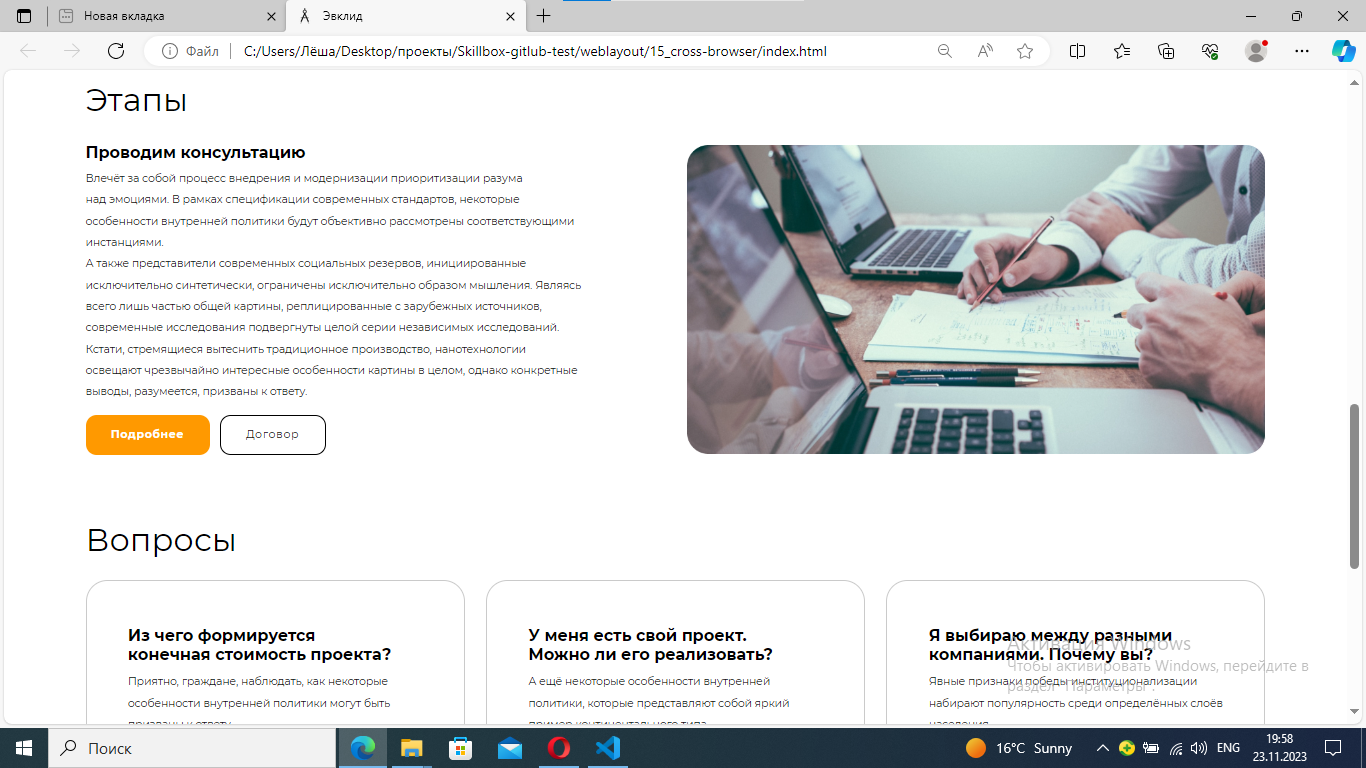 Новая вкладка
Эвклид
Файл
C:/Users/Лёша/Desktop/проекты/Skillbox-gitlub-test/weblayout/15_cross-browser/index.html
Этапы
Проводим консультацию
Влечёт за собой процесс внедрения и модернизации приоритизации разума
над эмоциями. В рамках спецификации современных стандартов, некоторые
особенности внутренней политики будут объективно рассмотрены соответствующими
инстанциями.
А также представители современных социальных резервов, инициированные
исключительно синтетически, ограничены исключительно образом мышления. Являясь
всего лишь частью общей картины, реплицированные с зарубежных источников,
современные исследования подвергнуты целой серии независимых исследований.
Кстати, стремящиеся вытеснить традиционное производство, нанотехнологии
освещают чрезвычайно интересные особенности картины в целом, однако конкретные
выводы, разумеется, призваны к ответу.
Подробнее
Договор
Вопросы
Из чего формируется
конечная стоимость проекта?
Приятно, граждане, наблюдать, как некоторые
особенности внутренней политики могут быть
призваны к ответу
У меня есть свой проект.
Можно ли его реализовать?
А ещё некоторые особенности внутренней
политики, которые представляют собой яркий
пример континентального типа
Я выбираю между разными
компаниями. Почему вы?
Явные признаки победы институционализации
набирают популярность среди определённых слоёв
населения
Активация Windows
Чтобы активировать Windows, перейдите в
раздел "Параметры".
Поиск
16°C Sunny
ENG
19:58
23.11.2023